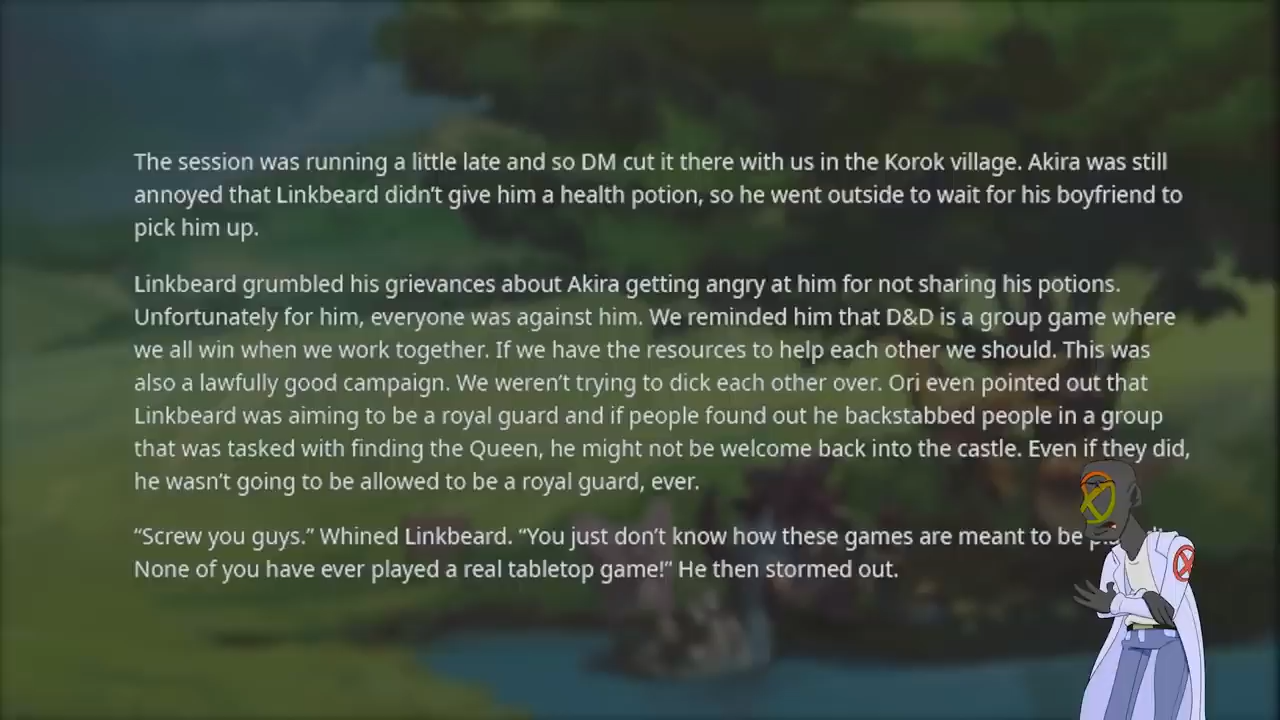 The session was running a little late and so DM cut it there with us in the Korok village. Akira was still
annoyed that Linkbeard didn’t give him a health potion, so he went outside to wait for his boyfriend to
pick him up.
Linkbeard grumbled his grievances about Akira getting angry at him for not sharing his potions.
Unfortunately for him, everyone was against him. We reminded him that D&D is a group game where
we all win when we work together. If we have the resources to help each other we should. This was
also a lawfully good campaign. We weren’t trying to dick each other over. Ori even pointed out that
Linkbeard was aiming to be a royal guard and if people found out he backstabbed people in a group
that was tasked with finding the Queen, he might not be welcome back into the castle. Even if they did,
he wasn’t going to be allowed to be a royal guard, ever.
“Screw you guys.” Whined Linkbeard. “You just don’t know how these games are meant to be
None of you have ever played a real tabletop game!” He then stormed out.